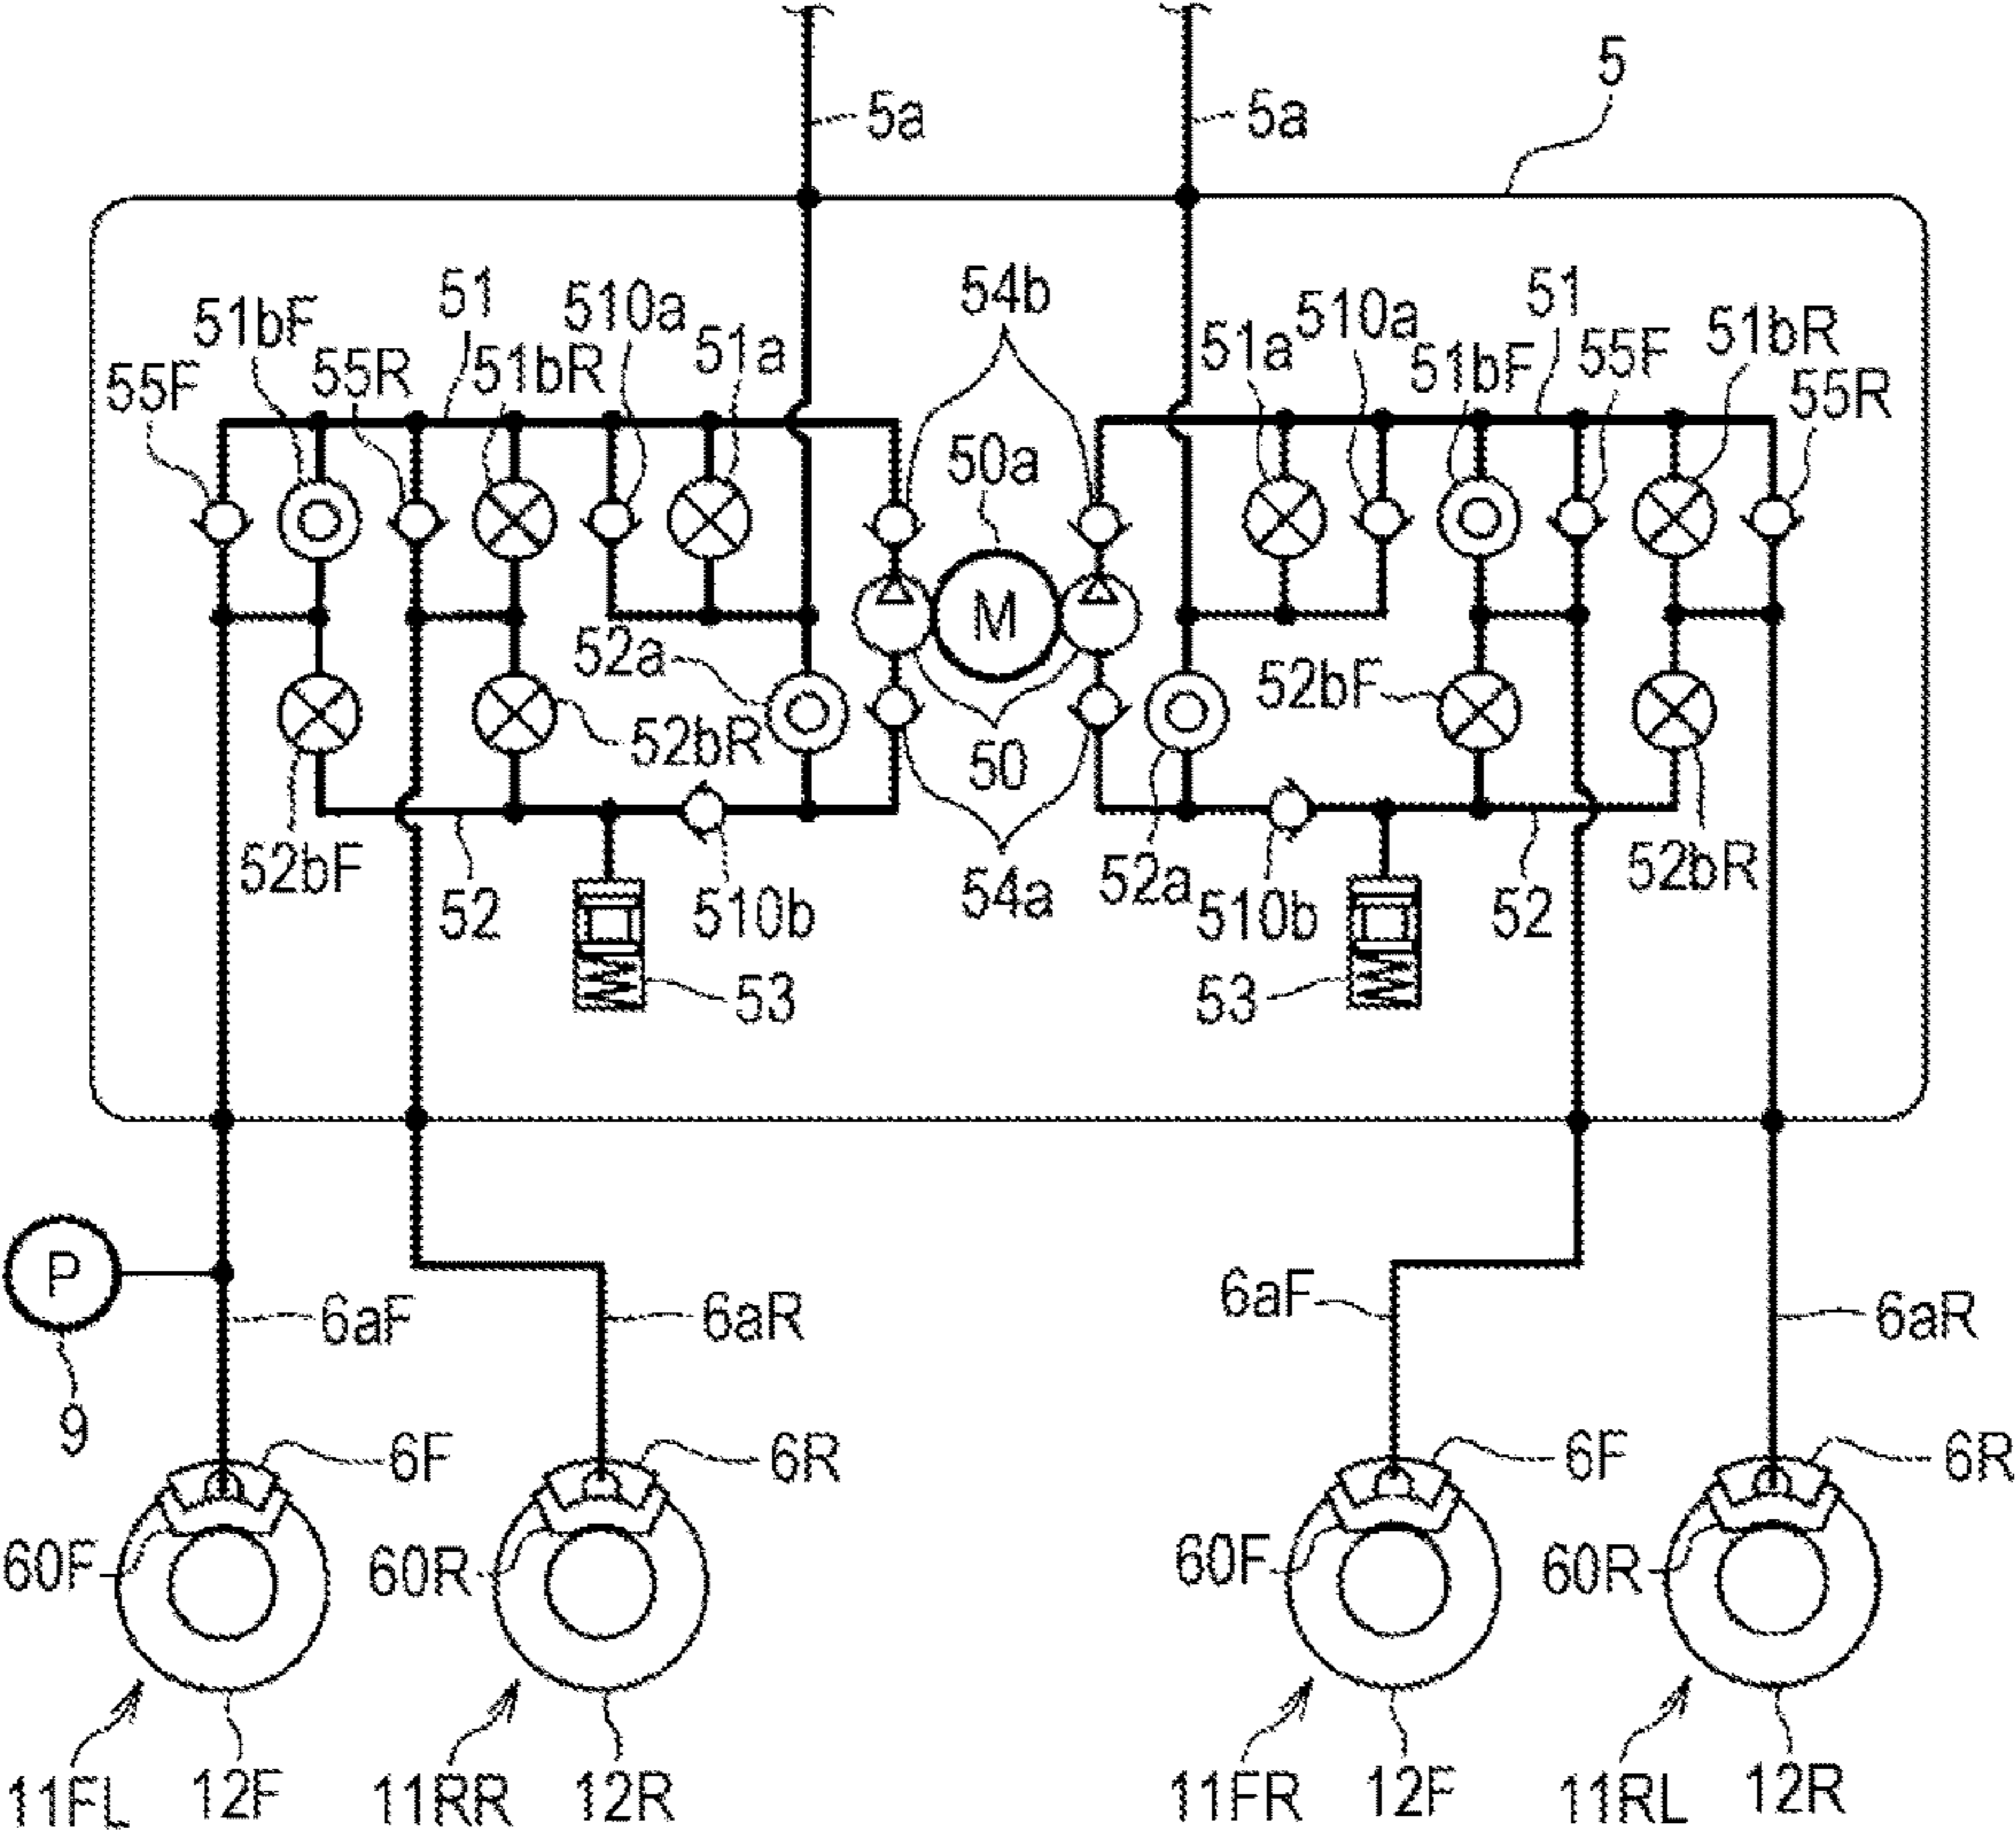 5
5a 5a
51bF 51 510a 54b 51a 510a 51 51bR
55F 55R 51bR 51a 51bF 55F 55R
50a
M
52a 52bF
52bR 50
52bF 52 510b 54a 52a 510b 52 52bR
53 53
P
6aF 6aR 6aF 6aR
9
6F 6R 6F 6R
60F 60R 60F 60R
11FL 12F 11RR 12R 11FR 12F 11RL 12R